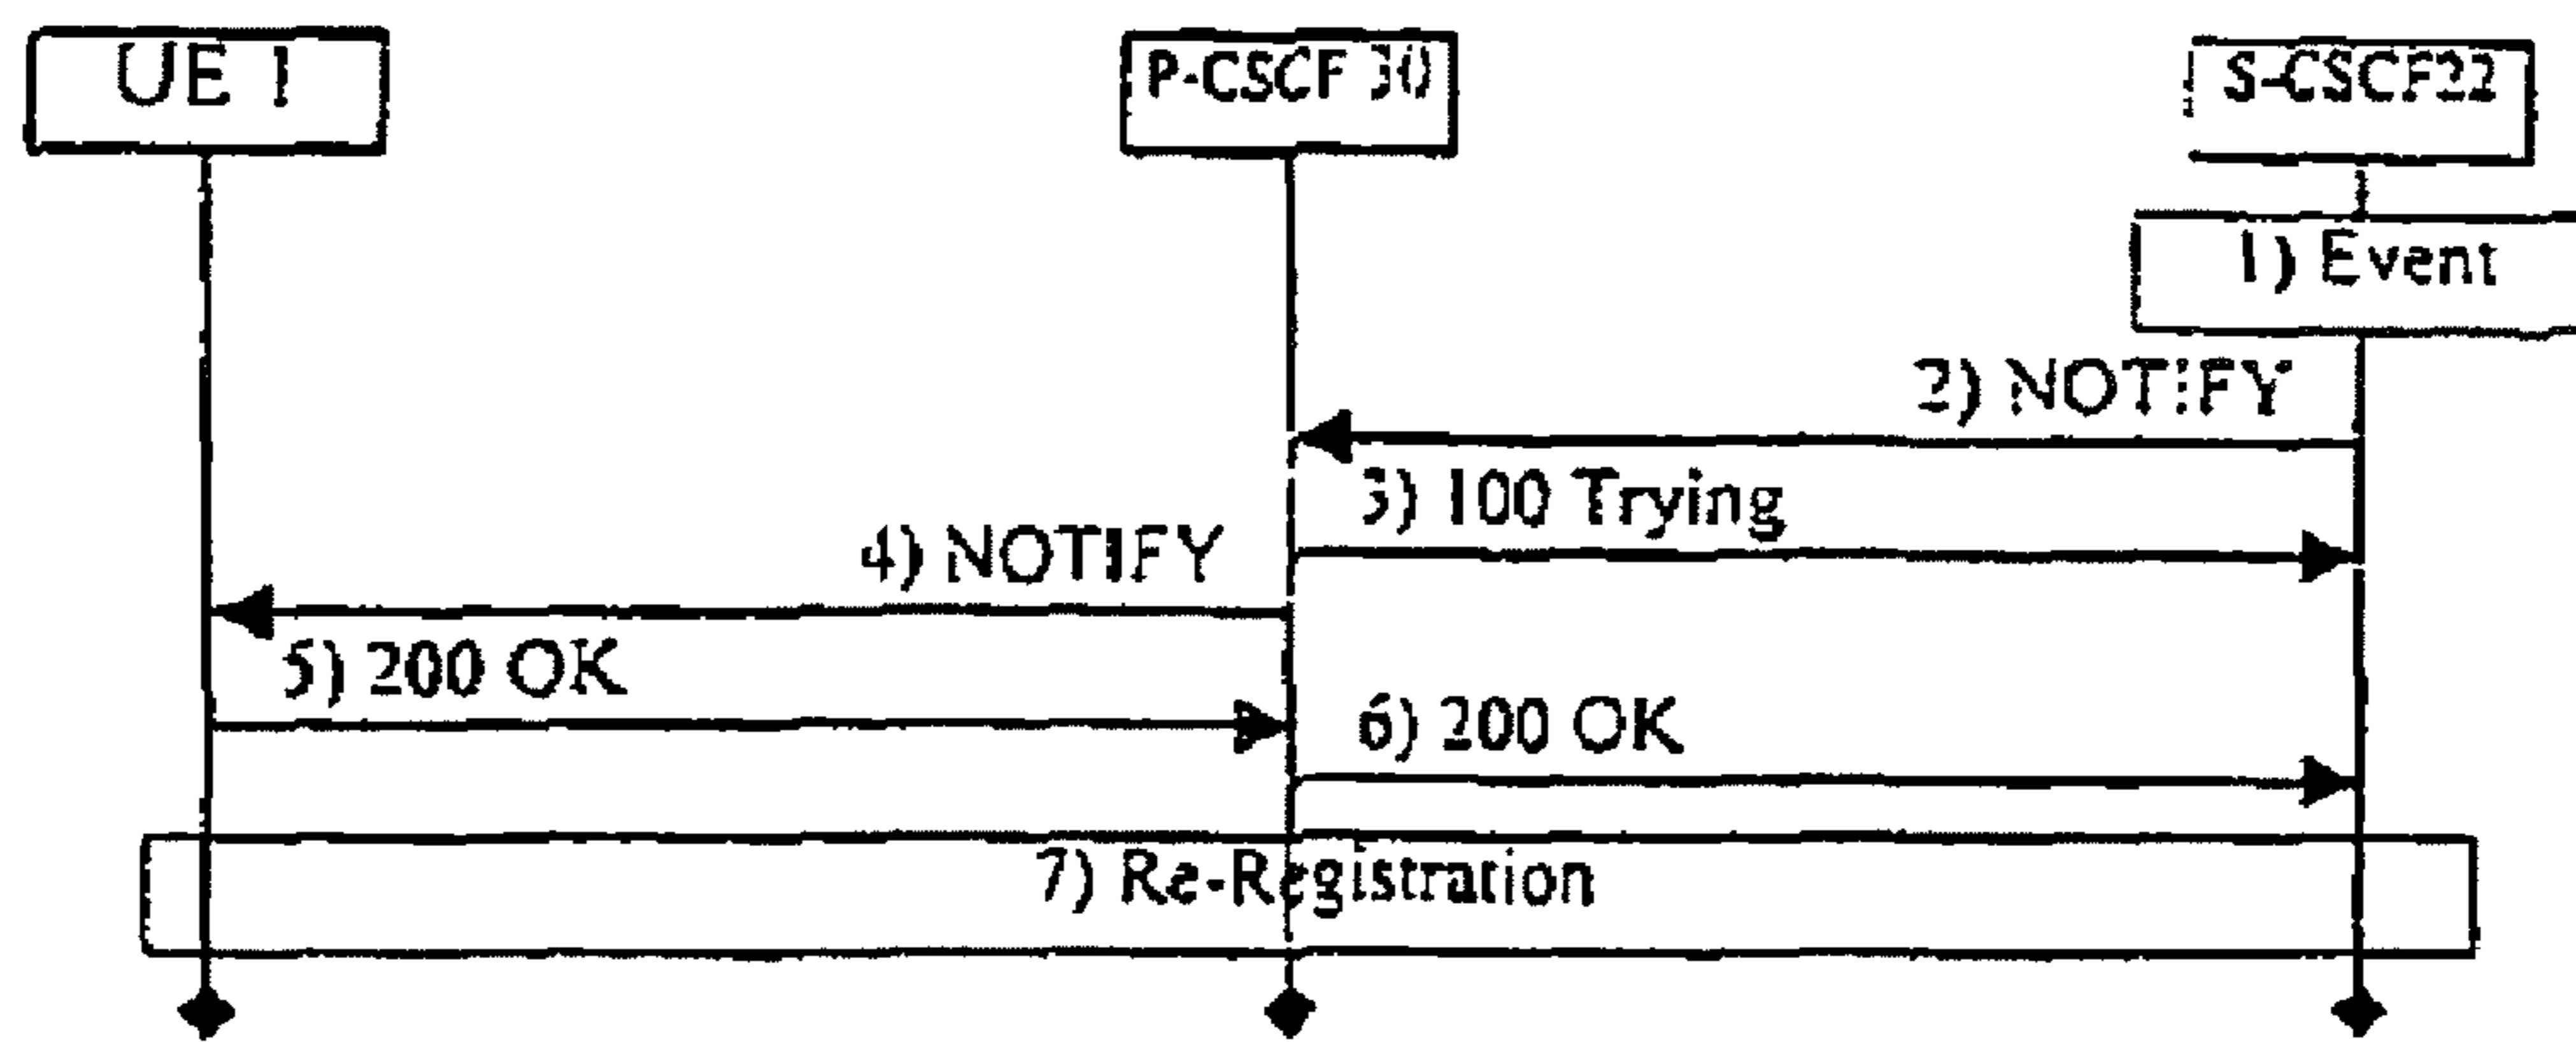 UE 1
P-CSCF 30
S-CSCF22
1) Event
2) NOTIFY
3) 100 Trying
4) NOTIFY
5) 200 OK
6) 200 OK
7) Re-Registration